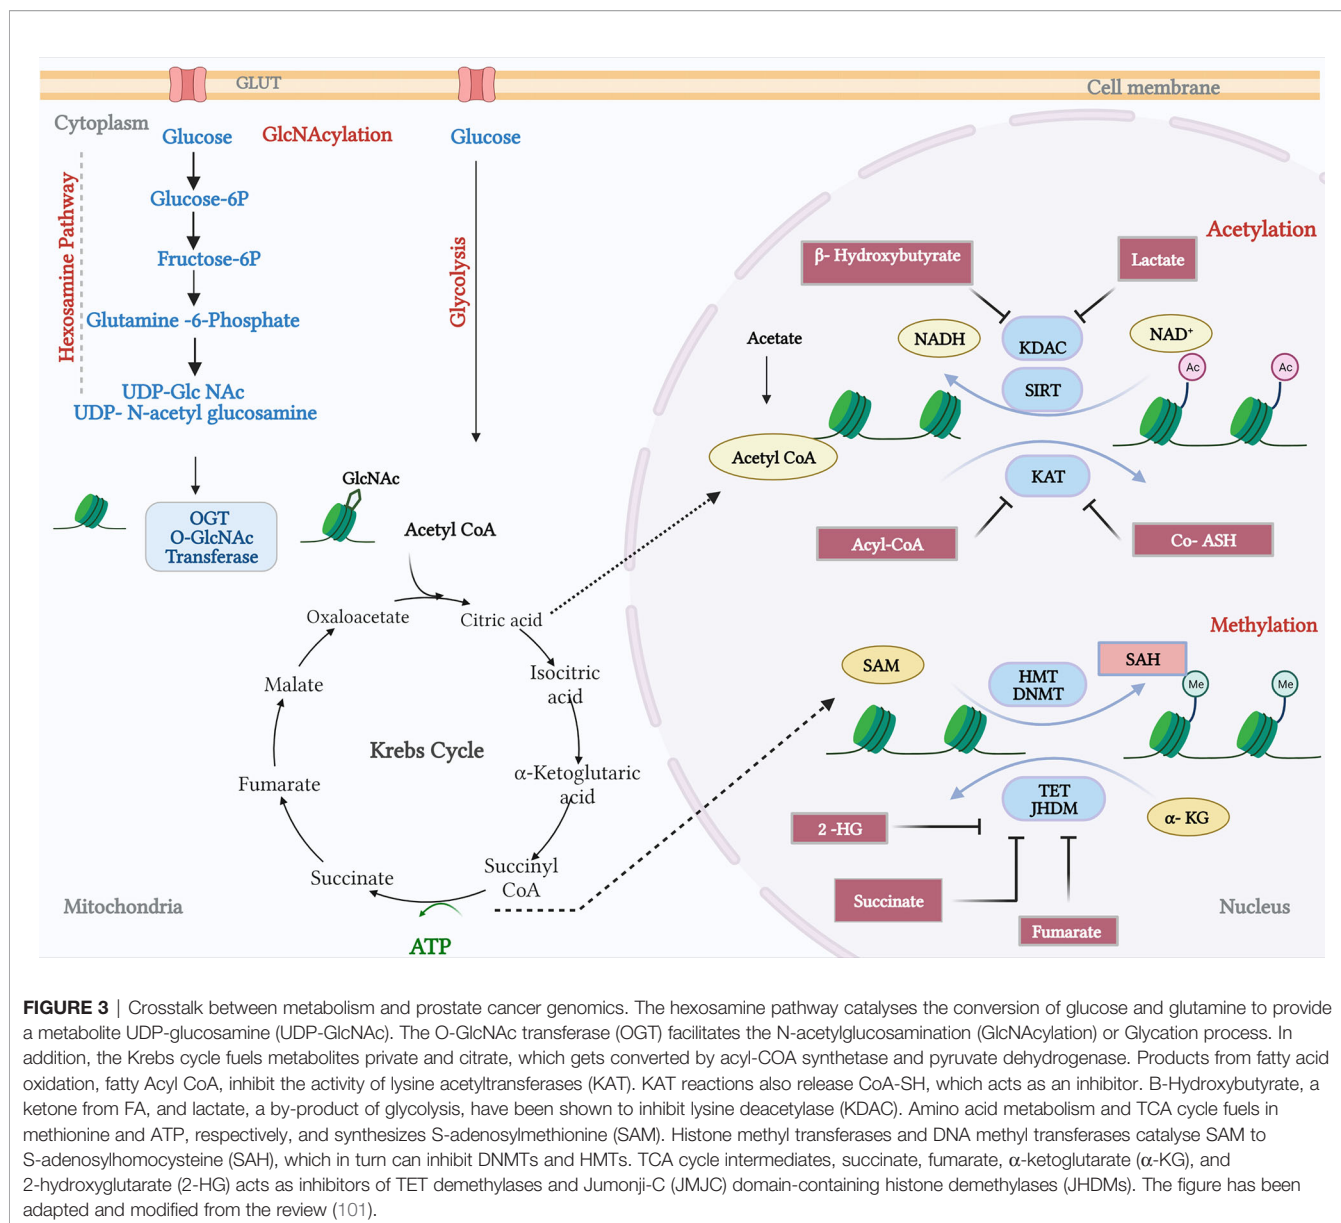 GLUT
Cell membrane
Cytoplasm
Glucose
GlcNAcylation
Glucose
Hexosamine Pathway
Glucose-6P
Fructose-6P
Glutamine -6-Phosphate
UDP-Glc NAc
UDP- N-acetyl glucosamine
OGT
O-GlcNAc
Transferase
GlcNAc
Glycolysis
Acetyl CoA
Oxaloacetate
Citric acid
Isocitric
acid
α-Ketoglutaric
acid
Succinyl
CoA
Succinate
Fumarate
Malate
Krebs Cycle
ATP
Mitochondria
Acetylation
β- Hydroxybutyrate
Lactate
Acetate
NADH
KDAC
NAD+
SIRT
Ac
Ac
Acetyl CoA
KAT
Acyl-CoA
Co- ASH
Methylation
SAM
HMT
DNMT
SAH
Me
Me
TET
JHDM
α- KG
2 -HG
Succinate
Fumarate
Nucleus
FIGURE 3 | Crosstalk between metabolism and prostate cancer genomics. The hexosamine pathway catalyses the conversion of glucose and glutamine to provide
a metabolite UDP-glucosamine (UDP-GlcNAc). The O-GlcNAc transferase (OGT) facilitates the N-acetylglucosamination (GlcNAcylation) or Glycation process. In
addition, the Krebs cycle fuels metabolites private and citrate, which gets converted by acyl-COA synthetase and pyruvate dehydrogenase. Products from fatty acid
oxidation, fatty Acyl CoA, inhibit the activity of lysine acetyltransferases (KAT). KAT reactions also release CoA-SH, which acts as an inhibitor. B-Hydroxybutyrate, a
ketone from FA, and lactate, a by-product of glycolysis, have been shown to inhibit lysine deacetylase (KDAC). Amino acid metabolism and TCA cycle fuels in
methionine and ATP, respectively, and synthesizes S-adenosylmethionine (SAM). Histone methyl transferases and DNA methyl transferases catalyse SAM to
S-adenosylhomocysteine (SAH), which in turn can inhibit DNMTs and HMTs. TCA cycle intermediates, succinate, fumarate, α-ketoglutarate (α-KG), and
2-hydroxyglutarate (2-HG) acts as inhibitors of TET demethylases and Jumonji-C (JMJC) domain-containing histone demethylases (JHDMs). The figure has been
adapted and modified from the review (101).